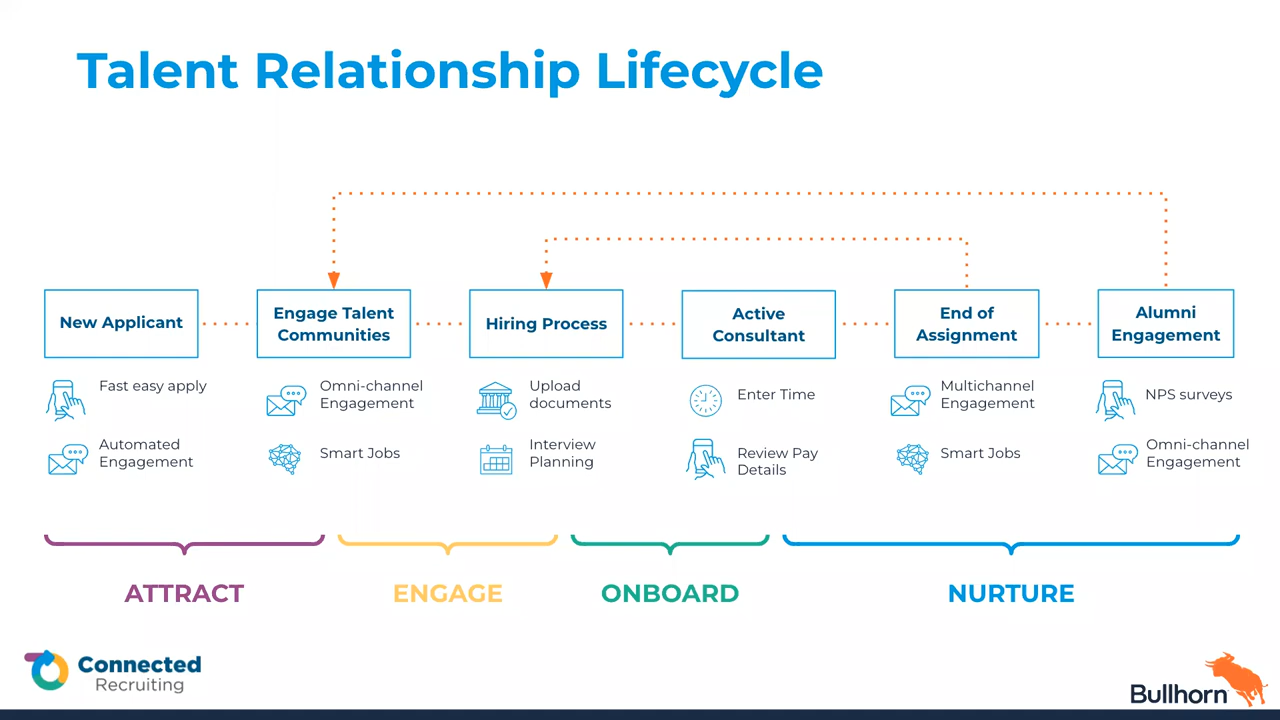 Talent Relationship Lifecycle
New Applicant
Engage Talent
Communities
Hiring Process
Active
Consultant
End of
Assignment
Alumni
Engagement
Fast easy apply
Automated
Engagement
Omni-channel
Engagement
Smart Jobs
Upload
documents
Interview
Planning
Enter Time
Review Pay
Details
Multichannel
Engagement
Smart Jobs
NPS surveys
Omni-channel
Engagement
ATTRACT
ENGAGE
ONBOARD
NURTURE
Connected
Recruiting
Bullhorn